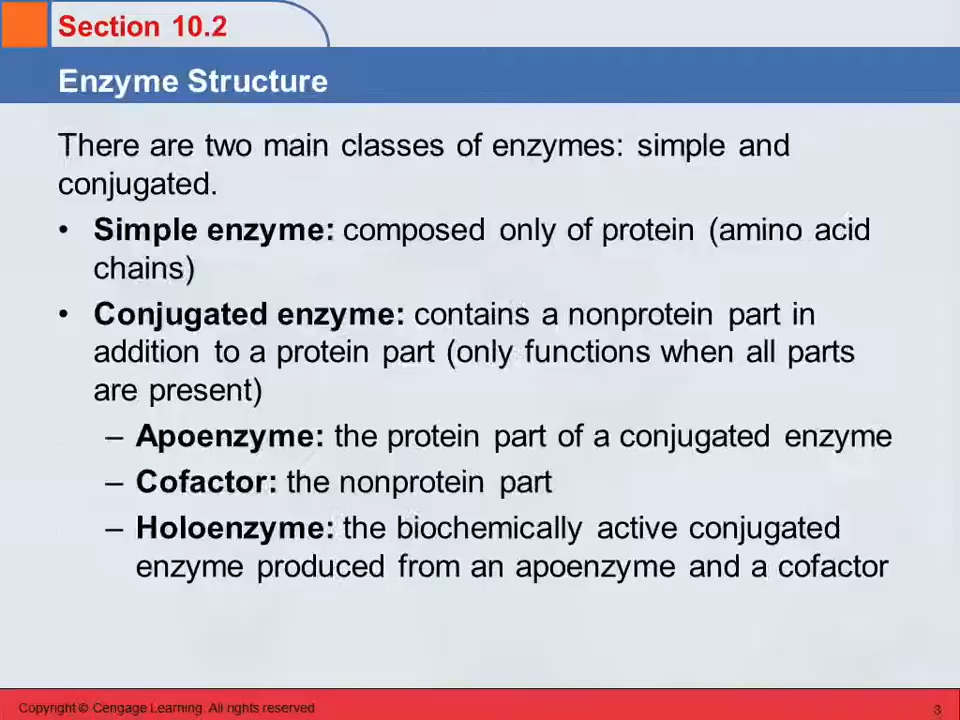 Section 10.2
Enzyme Structure
There are two main classes of enzymes: simple and
conjugated.
• Simple enzyme: composed only of protein (amino acid
chains)
• Conjugated enzyme: contains a nonprotein part in
addition to a protein part (only functions when all parts
are present)
– Apoenzyme: the protein part of a conjugated enzyme
– Cofactor: the nonprotein part
– Holoenzyme: the biochemically active conjugated
enzyme produced from an apoenzyme and a cofactor
Copyright © Cengage Learning. All rights reserved
3